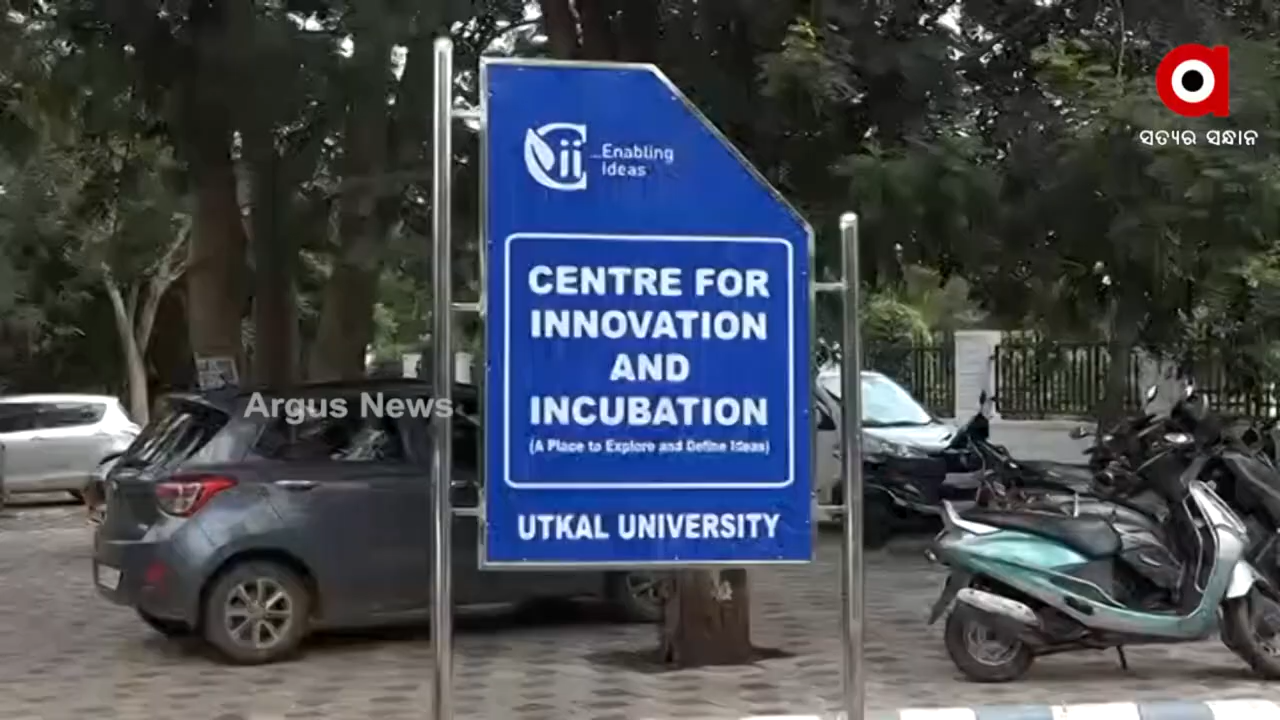 Cii
...Enabling
Ideas
CENTRE FOR
INNOVATION
AND
INCUBATION
(A Place to Explore and Define Ideas)
UTKAL UNIVERSITY
Argus News
a
ସତ୍ୟର ସନ୍ଧାନ